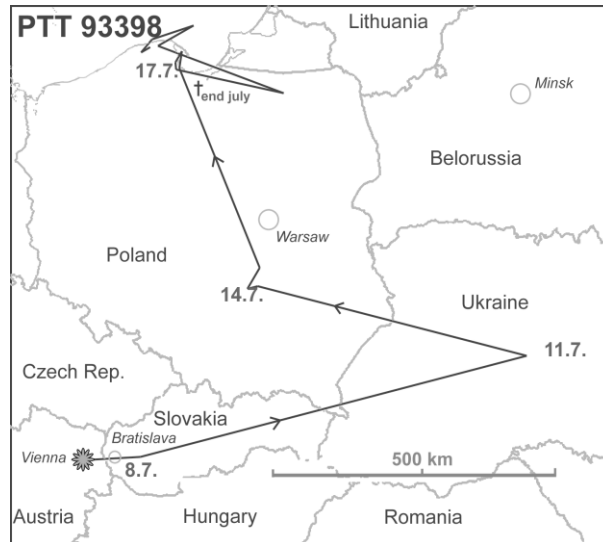 PTT 93398
Lithuania
17.7.
†end july
Minsk
Belorussia
Warsaw
Poland
14.7.
Ukraine
11.7.
Czech Rep.
Slovakia
Bratislava
Vienna
8.7.
500 km
Austria
Hungary
Romania